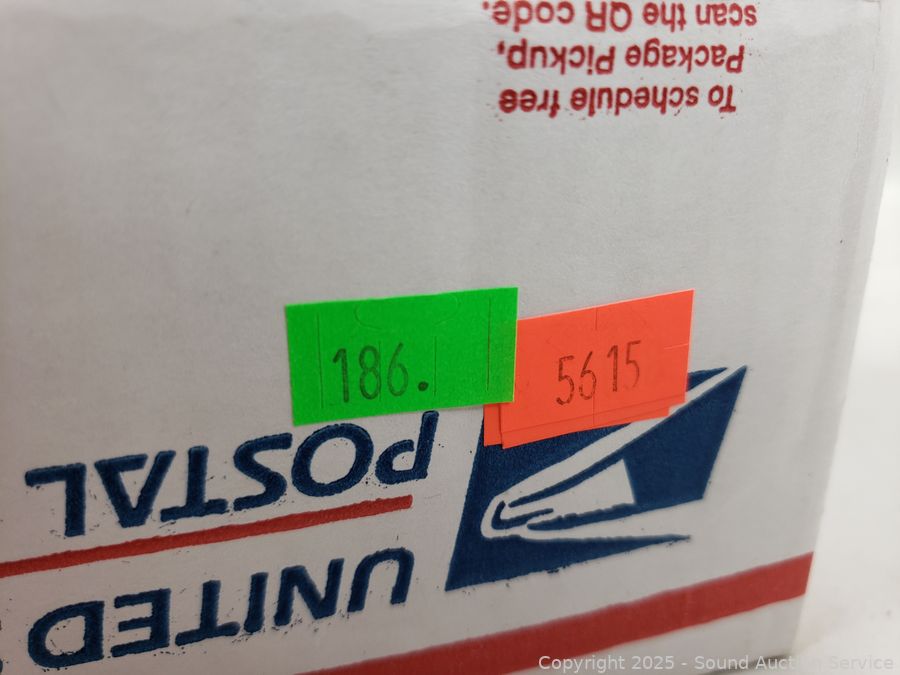 To schedule free
Package Pickup,
scan the QR code.
186.
5615
UNITED
POSTAL
Copyright 2025 - Sound Auction Service